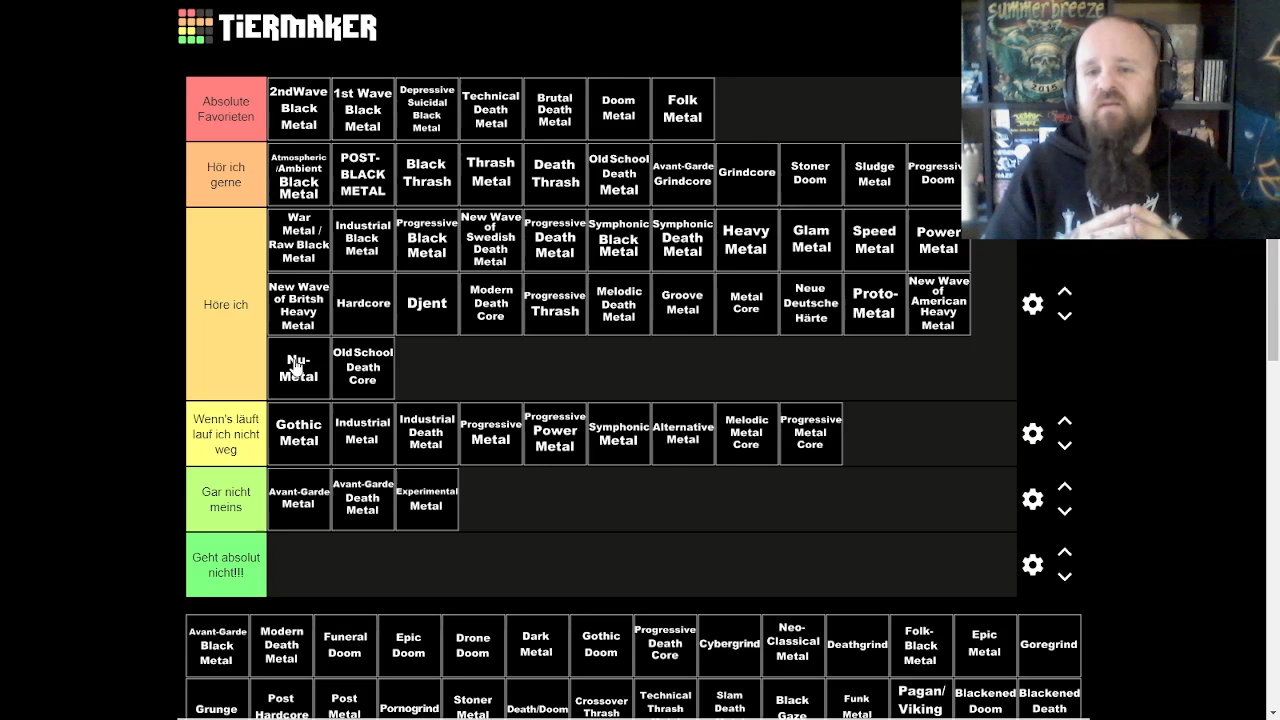 TIERMAKER
summerbreeze
2015
Absolute
Favorieten
2ndWave
Black
Metal
1st Wave
Black
Metal
Depressive
Suicidal
Black
Metal
Technical
Death
Metal
Brutal
Death
Metal
Doom
Metal
Folk
Metal
Hör ich
gerne
Atmospheric
/Ambient
Black
Metal
POST-
BLACK
METAL
Black
Thrash
Thrash
Metal
Death
Thrash
Old School
Death
Metal
Avant-Garde
Grindcore
Grindcore
Stoner
Doom
Sludge
Metal
Progressiv
Doom
Höre ich
War
Metal /
Raw Black
Metal
Industrial
Black
Metal
Progressive
Black
Metal
New Wave
of
Swedish
Death
Metal
Progressive
Death
Metal
Symphonic
Black
Metal
Symphonic
Death
Metal
Heavy
Metal
Glam
Metal
Speed
Metal
Power
Metal
New Wave
of Britsh
Heavy
Metal
Hardcore
Djent
Modern
Death
Core
Progressive
Thrash
Melodic
Death
Metal
Groove
Metal
Metal
Core
Neue
Deutsche
Härte
Proto-
Metal
New Wave
of
American
Heavy
Metal
Nu-
Metal
Old School
Death
Core
Wenn's läuft
lauf ich nicht
weg
Gothic
Metal
Industrial
Metal
Industrial
Death
Metal
Progressive
Metal
Progressive
Power
Metal
Symphonic
Metal
Alternative
Metal
Melodic
Metal
Core
Progressive
Metal
Core
Gar nicht
meins
Avant-Garde
Metal
Avant-Garde
Death
Metal
Experimental
Metal
Geht absolut
nicht!!!
Avant-Garde
Black
Metal
Modern
Death
Metal
Funeral
Doom
Epic
Doom
Drone
Doom
Dark
Metal
Gothic
Doom
Progressive
Death
Core
Cybergrind
Neo-
Classical
Metal
Deathgrind
Folk-
Black
Metal
Epic
Metal
Goregrind
Grunge
Post
Hardcore
Post
Metal
Pornogrind
Stoner
Metal
Death/Doom
Crossover
Thrash
Technical
Thrash
Slam
Death
Black
Gaze
Funk
Metal
Pagan/
Viking
Blackened
Doom
Blackened
Death